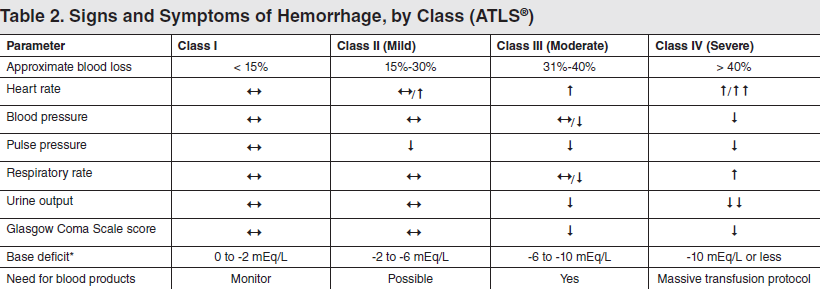 Table 2. Signs and Symptoms of Hemorrhage, by Class (ATLS®)
Parameter Class I Class II (Mild) Class III (Moderate) Class IV (Severe)
Approximate blood loss < 15% 15%-30% 31%-40% > 40%
Heart rate ↔ ↔/↑ ↑ ↑/↑↑
Blood pressure ↔ ↔ ↔/↓ ↓
Pulse pressure ↔ ↓ ↓ ↓
Respiratory rate ↔ ↔ ↔/↓ ↑
Urine output ↔ ↔ ↓ ↓↓
Glasgow Coma Scale score ↔ ↔ ↓ ↓
Base deficit* 0 to -2 mEq/L -2 to -6 mEq/L -6 to -10 mEq/L -10 mEq/L or less
Need for blood products Monitor Possible Yes Massive transfusion protocol